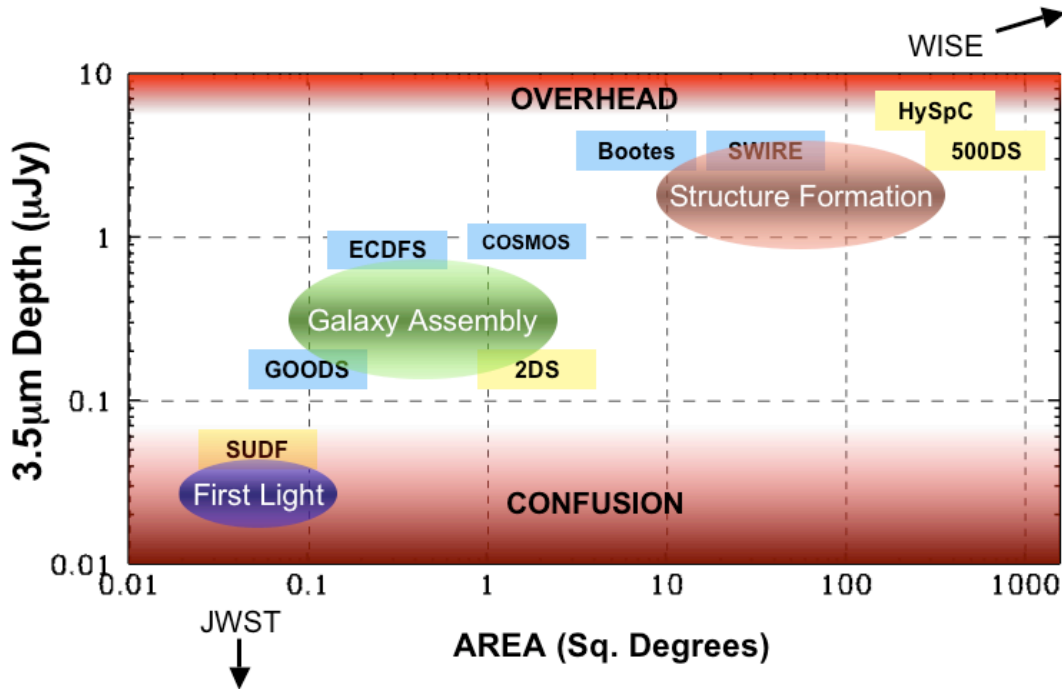 WISE
10
OVERHEAD
HySpC
Bootes
SWIRE
500DS
Structure Formation
1
ECDFS
COSMOS
Galaxy Assembly
GOODS
2DS
0.1
SUDF
First Light
CONFUSION
0.01
3.5μm Depth (μJy)
0.01 0.1 1 10 100 1000
JWST
AREA (Sq. Degrees)